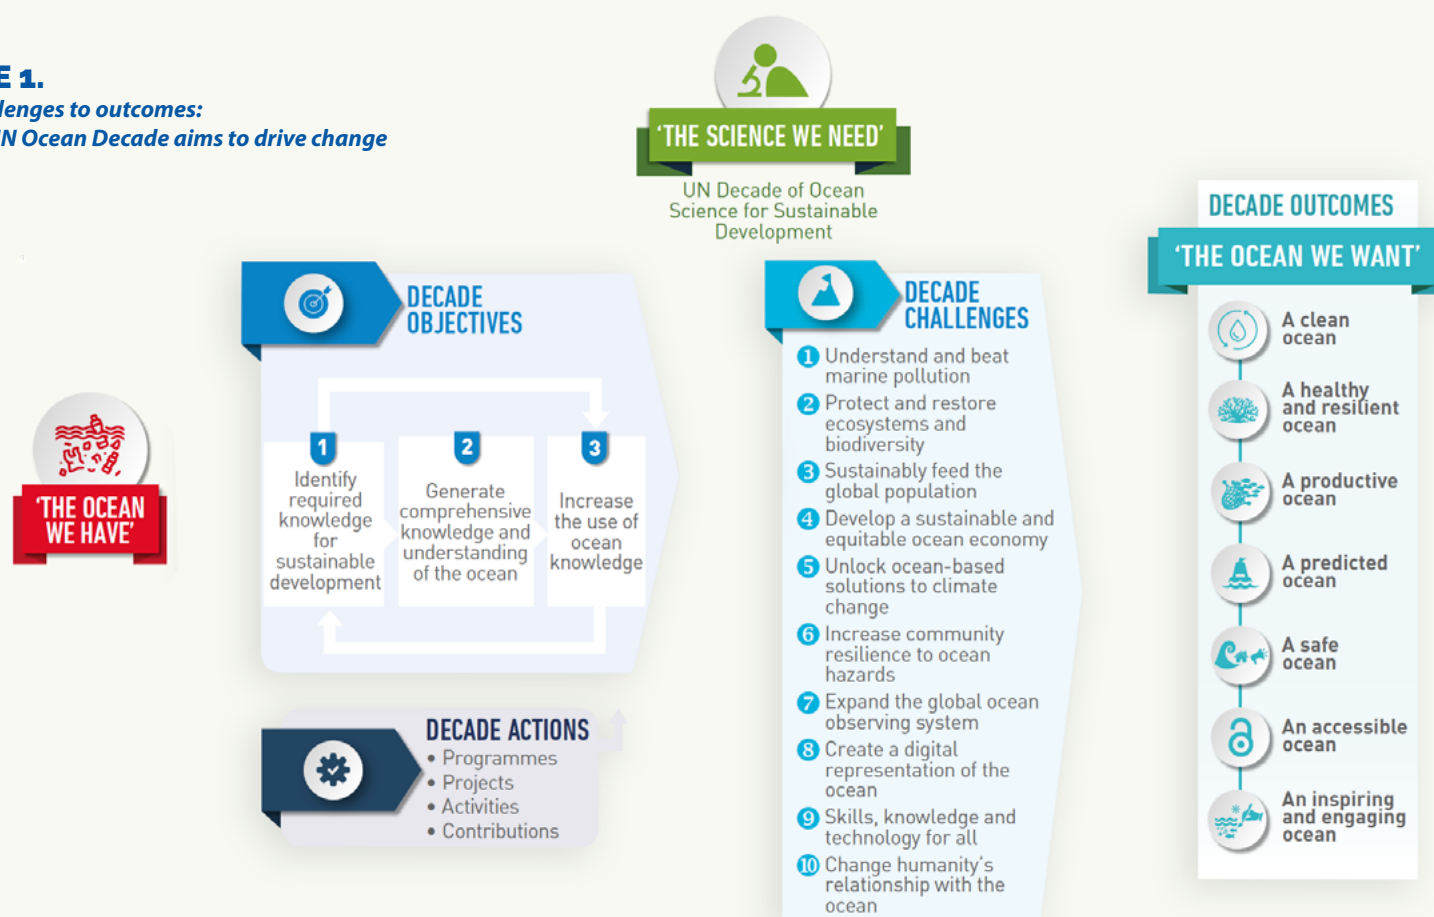 E 1.
lenges to outcomes:
N Ocean Decade aims to drive change
'THE SCIENCE WE NEED'
UN Decade of Ocean
Science for Sustainable
Development
'THE OCEAN
WE HAVE'
DECADE
OBJECTIVES
1
Identify
required
knowledge
for
sustainable
development
2
Generate
comprehensive
knowledge and
understanding
of the ocean
3
Increase
the use of
ocean
knowledge
DECADE ACTIONS
• Programmes
• Projects
• Activities
• Contributions
DECADE
CHALLENGES
1 Understand and beat
marine pollution
2 Protect and restore
ecosystems and
biodiversity
3 Sustainably feed the
global population
4 Develop a sustainable and
equitable ocean economy
5 Unlock ocean-based
solutions to climate
change
6 Increase community
resilience to ocean
hazards
7 Expand the global ocean
observing system
8 Create a digital
representation of the
ocean
9 Skills, knowledge and
technology for all
10 Change humanity's
relationship with the
ocean
DECADE OUTCOMES
'THE OCEAN WE WANT'
A clean
ocean
A healthy
and resilient
ocean
A productive
ocean
A predicted
ocean
A safe
ocean
An accessible
ocean
An inspiring
and engaging
ocean